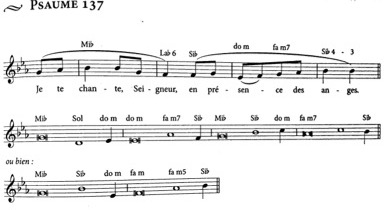 PSAUME 137
Mi♭ La♭6 Si♭ do m fa m7 Si♭4 - 3
Je te chan - te, Sei - gneur, en pré - sen - ce des an - ges.
Mi♭ Sol do m do m fa m7 Mi♭ Si♭ do m fa m7 Si♭
ou bien :
Mi♭ Si♭ do m fa m fa m5 Si♭